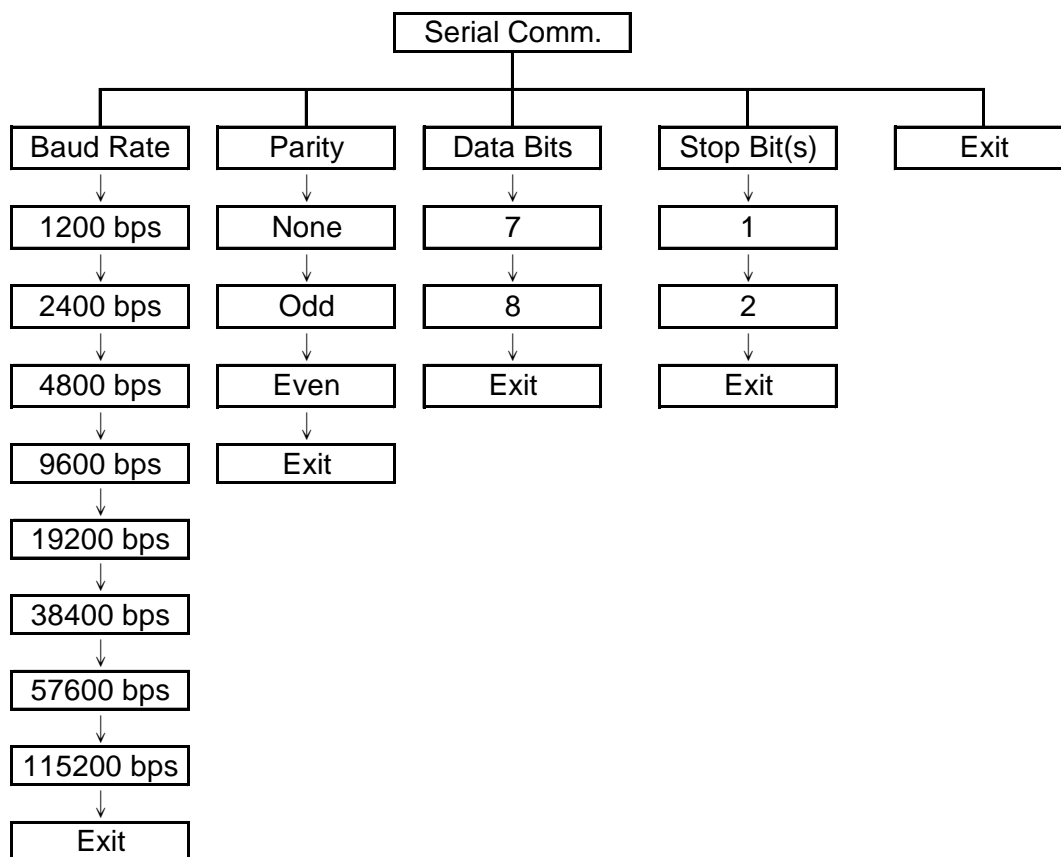 Serial Comm.
Baud Rate
Parity
Data Bits
Stop Bit(s)
Exit
1200 bps
None
7
1
2400 bps
Odd
8
2
4800 bps
Even
Exit
Exit
9600 bps
Exit
19200 bps
38400 bps
57600 bps
115200 bps
Exit